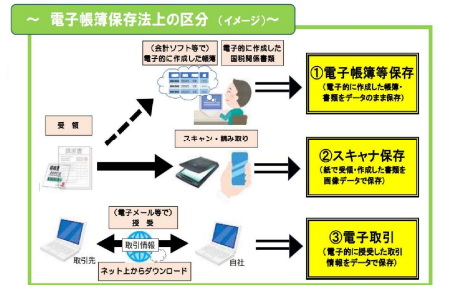 ～ 電子帳簿保存法上の区分 （イメージ）～
（会計ソフト等で）
電子的に作成した帳簿
電子的に作成した
国税関係書類
①電子帳簿等保存
（電子的に作成した帳簿・
書類をデータのまま保存）
受 領
請求書
スキャン・読み取り
②スキャナ保存
（紙で受領・作成した書類を
画像データで保存）
（電子メール等で）
授 受
取引情報
取引先
自社
ネット上からダウンロード
③電子取引
（電子的に授受した取引
情報をデータで保存）